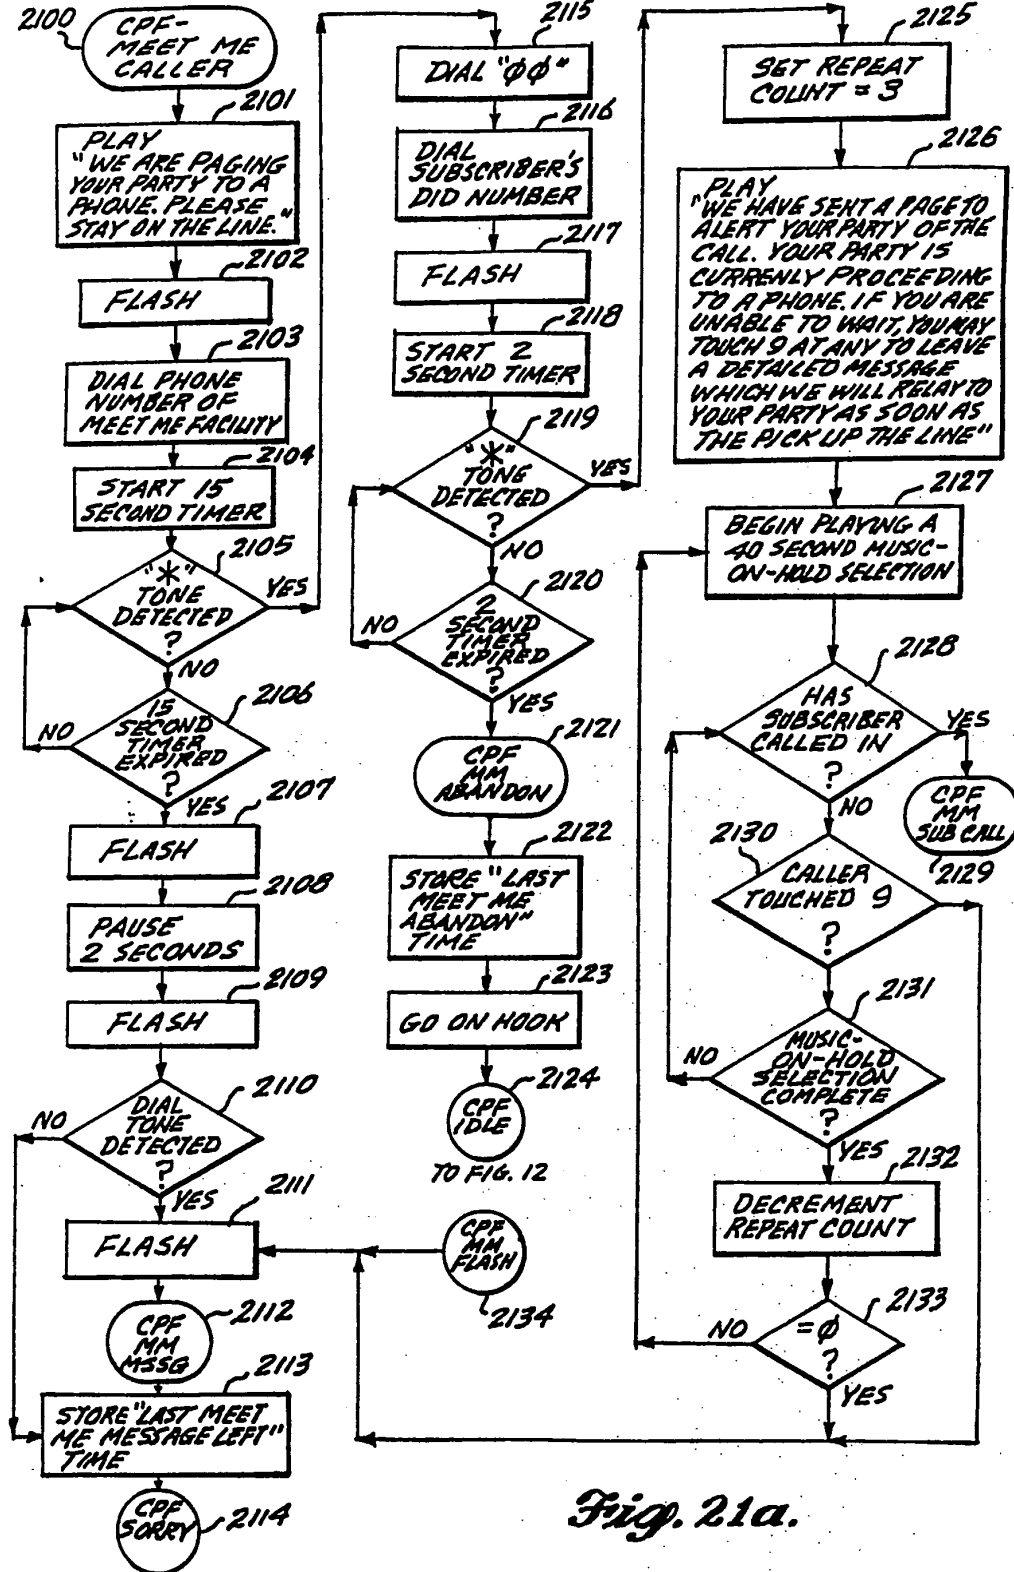 2100
CPF-
MEET ME
CALLER
2101
PLAY
"WE ARE PAGING
YOUR PARTY TO A
PHONE. PLEASE
STAY ON THE LINE."
2102
FLASH
2103
DIAL PHONE
NUMBER OF
MEET ME FACILITY
2104
START 15
SECOND TIMER
2105
"*"
TONE
DETECTED
?
YES
NO
2106
15
SECOND
TIMER
EXPIRED
?
NO
YES
2107
FLASH
2108
PAUSE
2 SECONDS
2109
FLASH
2110
DIAL
TONE
DETECTED
?
NO
YES
2111
FLASH
2112
CPF
MM
MSSG
2113
STORE "LAST MEET
ME MESSAGE LEFT"
TIME
CPF
SORRY
2114
2115
DIAL "φφ"
2116
DIAL
SUBSCRIBER'S
DID NUMBER
2117
FLASH
2118
START 2
SECOND TIMER
2119
"*"
TONE
DETECTED
?
YES
NO
2120
2
SECOND
TIMER
EXPIRED
?
NO
YES
2121
CPF
MM
ABANDON
2122
STORE "LAST
MEET ME
ABANDON"
TIME
2123
GO ON HOOK
2124
CPF
IDLE
TO FIG. 12
CPF
MM
FLASH
2134
2125
SET REPEAT
COUNT = 3
2126
PLAY
"WE HAVE SENT A PAGE TO
ALERT YOUR PARTY OF THE
CALL. YOUR PARTY IS
CURRENLY PROCEEDING
TO A PHONE. IF YOU ARE
UNABLE TO WAIT, YOU MAY
TOUCH 9 AT ANY TO LEAVE
A DETAILED MESSAGE
WHICH WE WILL RELAY TO
YOUR PARTY AS SOON AS
THE PICK UP THE LINE"
2127
BEGIN PLAYING A
40 SECOND MUSIC-
ON-HOLD SELECTION
2128
HAS
SUBSCRIBER
CALLED IN
?
YES
NO
CPF
MM
SUB CALL
2129
2130
CALLER
TOUCHED 9
?
2131
MUSIC-
ON-HOLD
SELECTION
COMPLETE
?
NO
YES
2132
DECREMENT
REPEAT COUNT
2133
=φ
?
NO
YES
Fig. 21a.